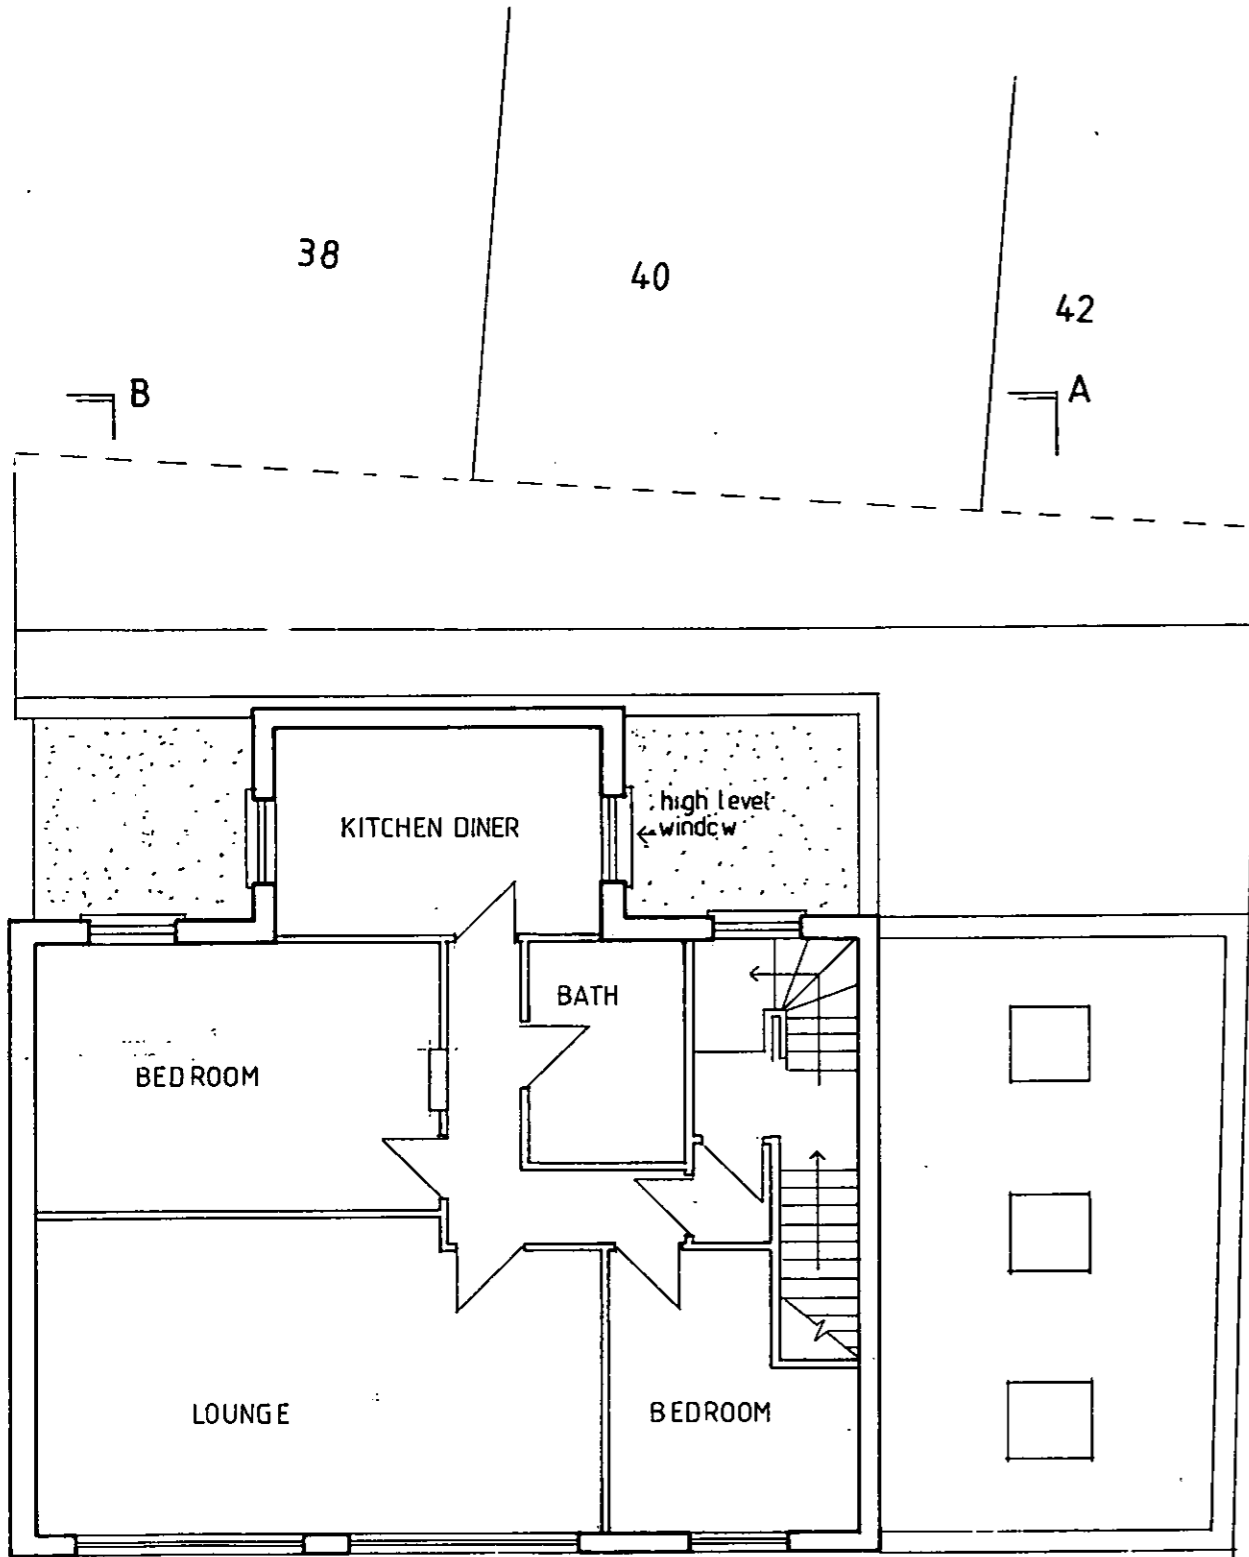 38
40
42
B
A
high level
window
KITCHEN DINER
BATH
BEDROOM
LOUNGE
BEDROOM